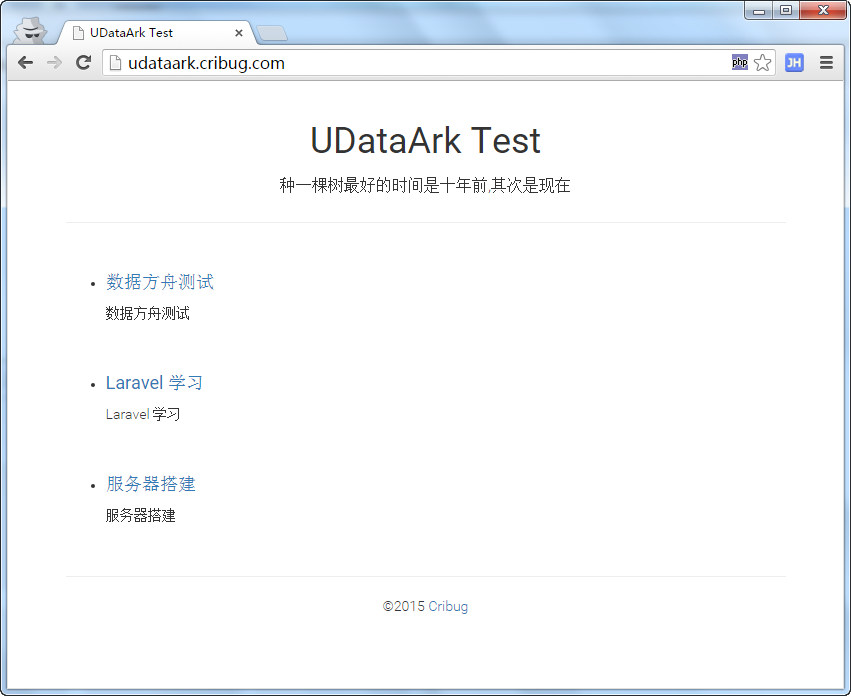 UDataArk Test
udataark.cribug.com
php
JH
UDataArk Test
种一棵树最好的时间是十年前,其次是现在
数据方舟测试
数据方舟测试
Laravel 学习
Laravel 学习
服务器搭建
服务器搭建
©2015 Cribug